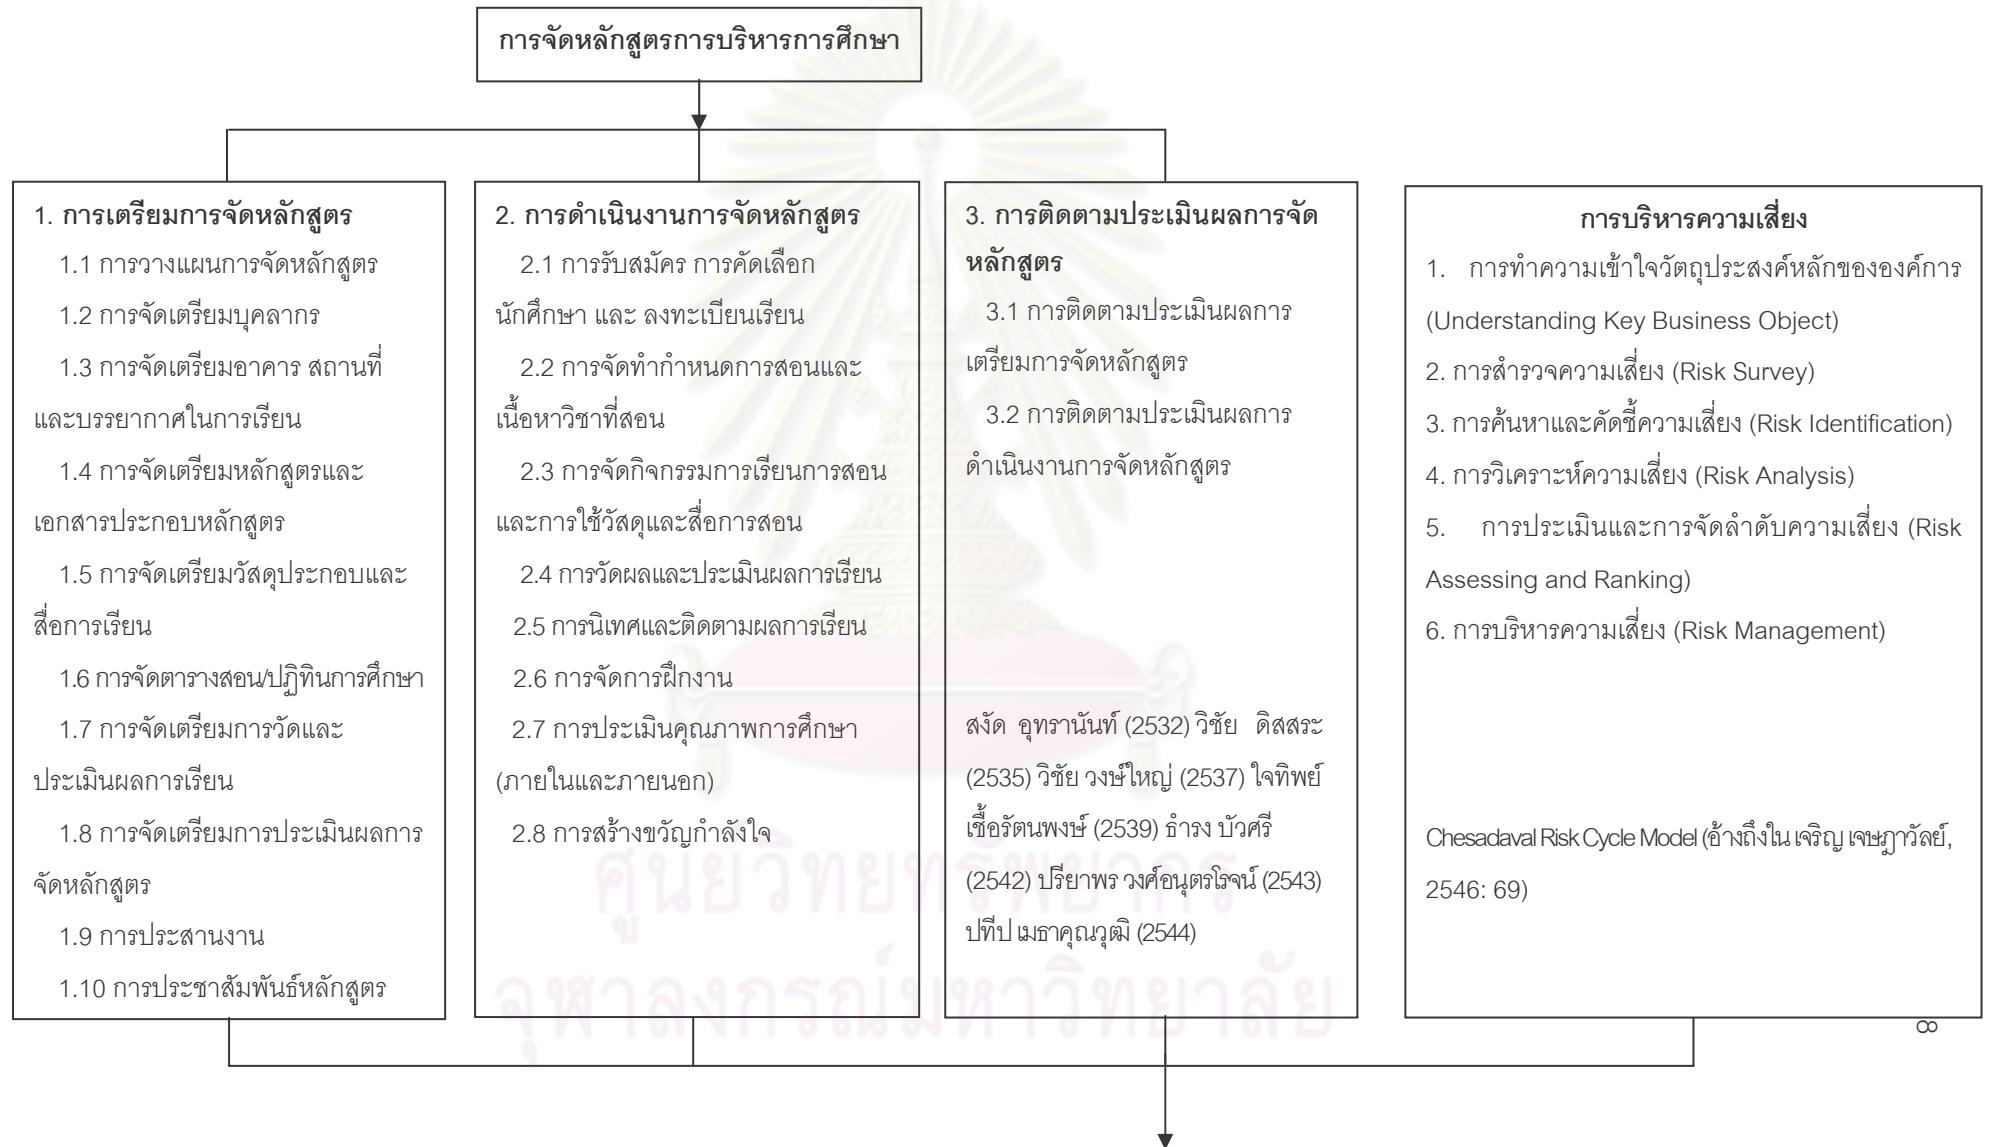 การจัดหลักสูตรการบริหารการศึกษา
1. การเตรียมการจัดหลักสูตร
1.1 การวางแผนการจัดหลักสูตร
1.2 การจัดเตรียมบุคลากร
1.3 การจัดเตรียมอาคาร สถานที่
และบรรยากาศในการเรียน
1.4 การจัดเตรียมหลักสูตรและ
เอกสารประกอบหลักสูตร
1.5 การจัดเตรียมวัสดุประกอบและ
สื่อการเรียน
1.6 การจัดตารางสอน/ปฏิทินการศึกษา
1.7 การจัดเตรียมการวัดและ
ประเมินผลการเรียน
1.8 การจัดเตรียมการประเมินผลการ
จัดหลักสูตร
1.9 การประสานงาน
1.10 การประชาสัมพันธ์หลักสูตร
2. การดำเนินงานการจัดหลักสูตร
2.1 การรับสมัคร การคัดเลือก
นักศึกษา และ ลงทะเบียนเรียน
2.2 การจัดทำกำหนดการสอนและ
เนื้อหาวิชาที่สอน
2.3 การจัดกิจกรรมการเรียนการสอน
และการใช้วัสดุและสื่อการสอน
2.4 การวัดผลและประเมินผลการเรียน
2.5 การนิเทศและติดตามผลการเรียน
2.6 การจัดการฝึกงาน
2.7 การประเมินคุณภาพการศึกษา
(ภายในและภายนอก)
2.8 การสร้างขวัญกำลังใจ
3. การติดตามประเมินผลการจัด
หลักสูตร
3.1 การติดตามประเมินผลการ
เตรียมการจัดหลักสูตร
3.2 การติดตามประเมินผลการ
ดำเนินงานการจัดหลักสูตร
สงัด อุทรานันท์ (2532) วิชัย ดิสสระ
(2535) วิชัย วงษ์ใหญ่ (2537) ใจทิพย์
เชื้อรัตนพงษ์ (2539) ธำรง บัวศรี
(2542) ปรียาพร วงศ์อนุตรโรจน์ (2543)
ปทีป เมธาคุณวุฒิ (2544)
การบริหารความเสี่ยง
1. การทำความเข้าใจวัตถุประสงค์หลักขององค์การ
(Understanding Key Business Object)
2. การสำรวจความเสี่ยง (Risk Survey)
3. การค้นหาและคัดชี้ความเสี่ยง (Risk Identification)
4. การวิเคราะห์ความเสี่ยง (Risk Analysis)
5. การประเมินและการจัดลำดับความเสี่ยง (Risk
Assessing and Ranking)
6. การบริหารความเสี่ยง (Risk Management)
Chesadaval Risk Cycle Model (อ้างถึงใน เจริญ เจษฎาวัลย์,
2546: 69)
8
ศูนย์วิทยทรัพยากร
จุฬาลงกรณ์มหาวิทยาลัย